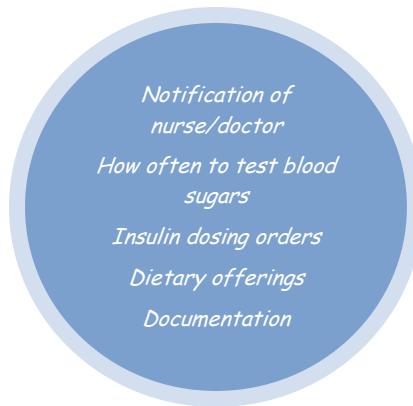 Notification of
nurse/doctor
How often to test blood
sugars
Insulin dosing orders
Dietary offerings
Documentation